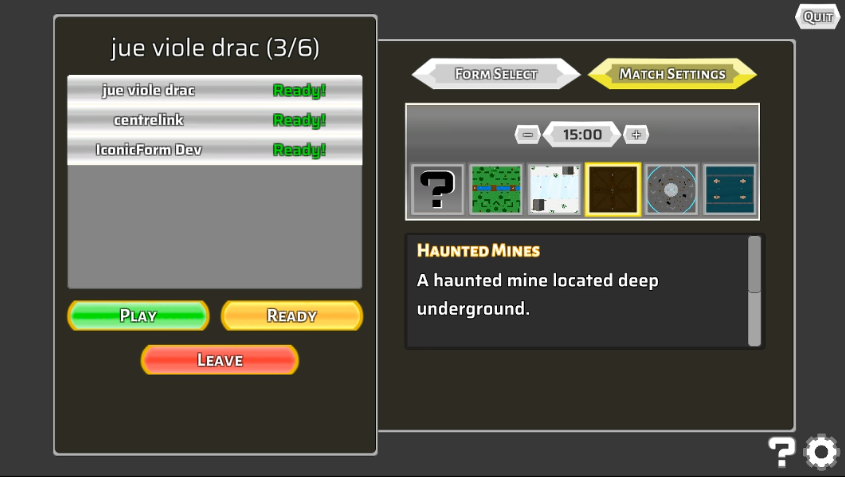 Quit
jue viole drac (3/6)
jue viole drac Ready!
centrelink Ready!
IconicForm Dev Ready!
Play Ready
Leave
Form Select Match Settings
− 15:00 +
?
Haunted Mines
A haunted mine located deep
underground.
?